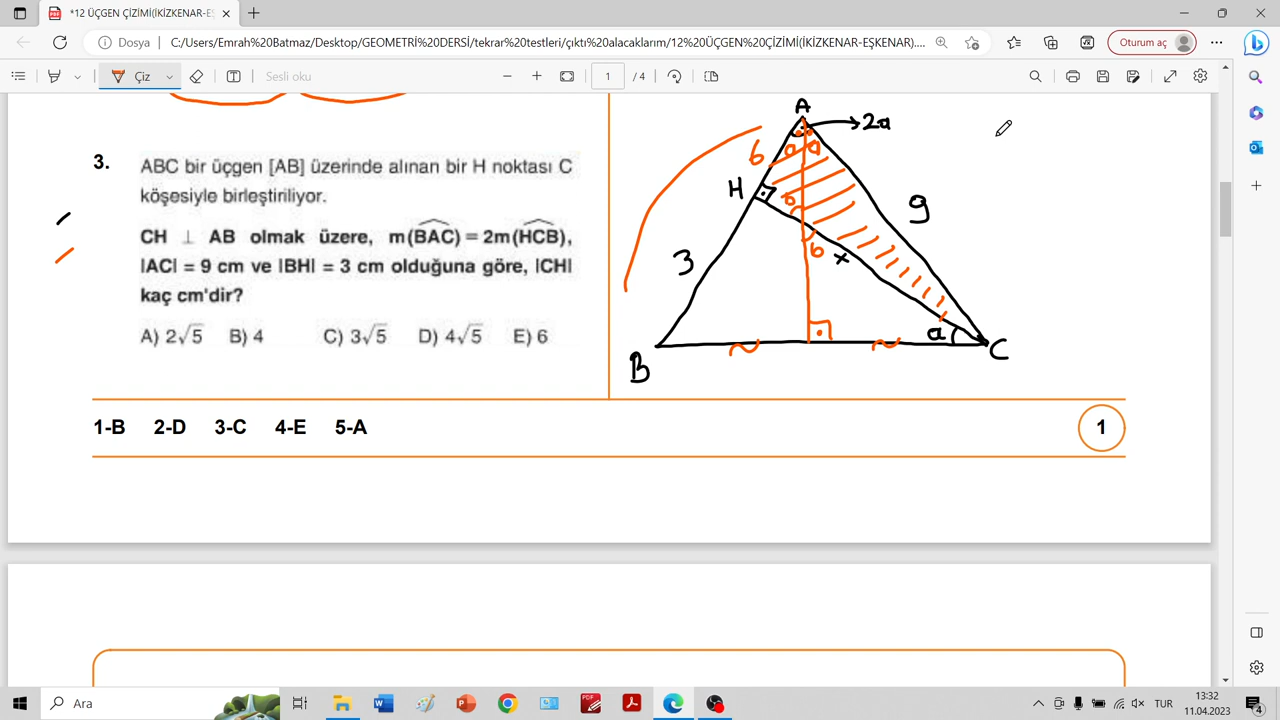 *12 ÜÇGEN ÇİZİMİ(İKİZKENAR-EŞ
Dosya
C:/Users/Emrah%20Batmaz/Desktop/GEOMETRİ%20DERSİ/tekrar%20testleri/çıktı%20alacaklarım/12%20ÜÇGEN%20ÇİZİMİ(İKİZKENAR-EŞKENAR)....
Oturum aç
Çiz
Sesli oku
1 / 4
3.
ABC bir üçgen [AB] üzerinde alınan bir H noktası C
köşesiyle birleştiriliyor.
CH ⊥ AB olmak üzere, m(BAC) = 2m(HCB),
|AC| = 9 cm ve |BH| = 3 cm olduğuna göre, |CH|
kaç cm'dir?
A) 2√5 B) 4 C) 3√5 D) 4√5 E) 6
A
2a
6
a a
H
b
9
3
b
x
a
B
C
1-B 2-D 3-C 4-E 5-A
1
Ara
TUR
13:32
11.04.2023
4